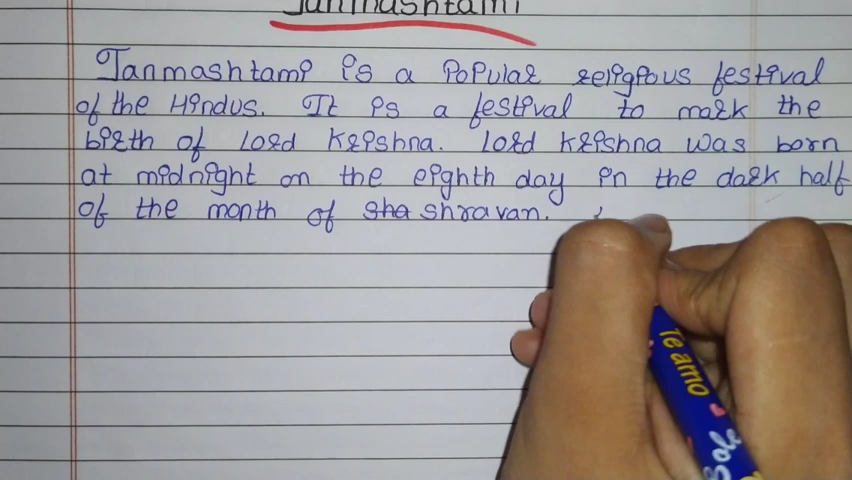 Janmashtami
Janmashtami is a popular religious festival
of the Hindus. It is a festival to mark the
birth of Lord Krishna. Lord Krishna was born
at midnight on the eighth day in the dark half
of the month of sha shravan.
Te amo
Sole